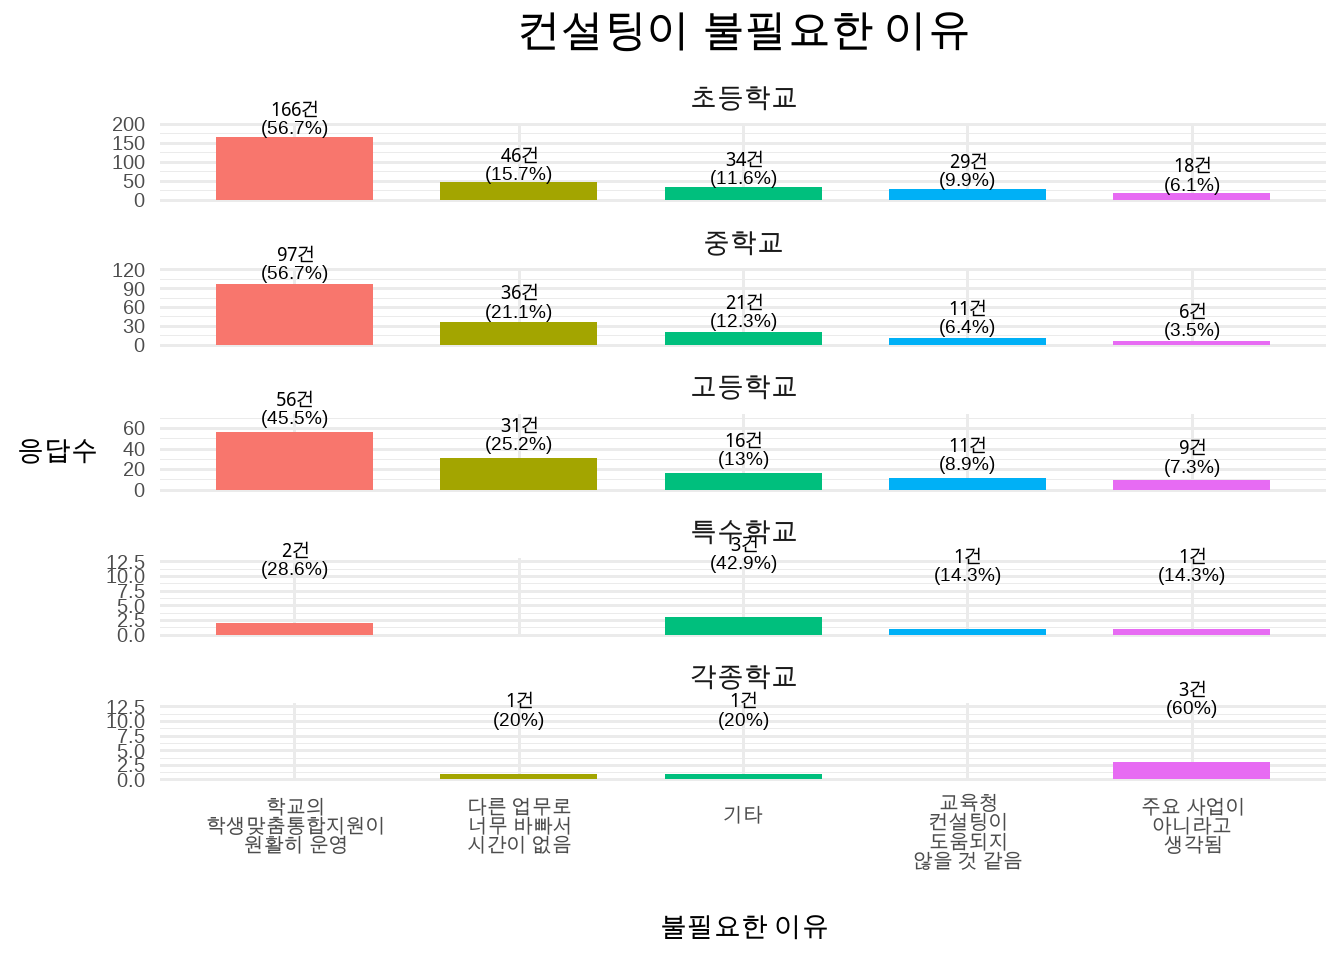 컨설팅이 불필요한 이유
초등학교
166건
(56.7%)
46건
(15.7%)
34건
(11.6%)
29건
(9.9%)
18건
(6.1%)
200
150
100
50
0
중학교
97건
(56.7%)
36건
(21.1%)
21건
(12.3%)
11건
(6.4%)
6건
(3.5%)
120
90
60
30
0
고등학교
56건
(45.5%)
31건
(25.2%)
16건
(13%)
11건
(8.9%)
9건
(7.3%)
60
40
20
0
응답수
특수학교
2건
(28.6%)
3건
(42.9%)
1건
(14.3%)
1건
(14.3%)
12.5
10.0
7.5
5.0
2.5
0.0
각종학교
1건
(20%)
1건
(20%)
3건
(60%)
12.5
10.0
7.5
5.0
2.5
0.0
학교의
학생맞춤통합지원이
원활히 운영
다른 업무로
너무 바빠서
시간이 없음
기타
교육청
컨설팅이
도움되지
않을 것 같음
주요 사업이
아니라고
생각됨
불필요한 이유